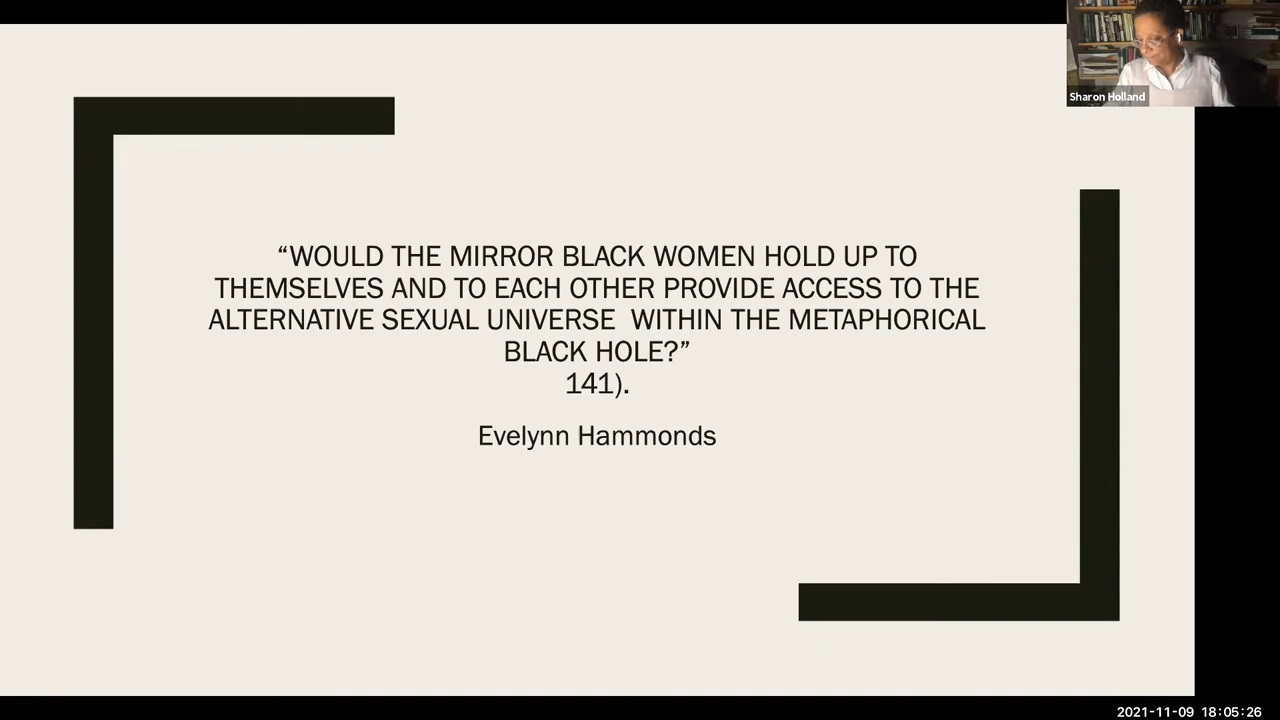 Sharon Holland
“WOULD THE MIRROR BLACK WOMEN HOLD UP TO
THEMSELVES AND TO EACH OTHER PROVIDE ACCESS TO THE
ALTERNATIVE SEXUAL UNIVERSE  WITHIN THE METAPHORICAL
BLACK HOLE?”
141).
Evelynn Hammonds
2021-11-09 18:05:26